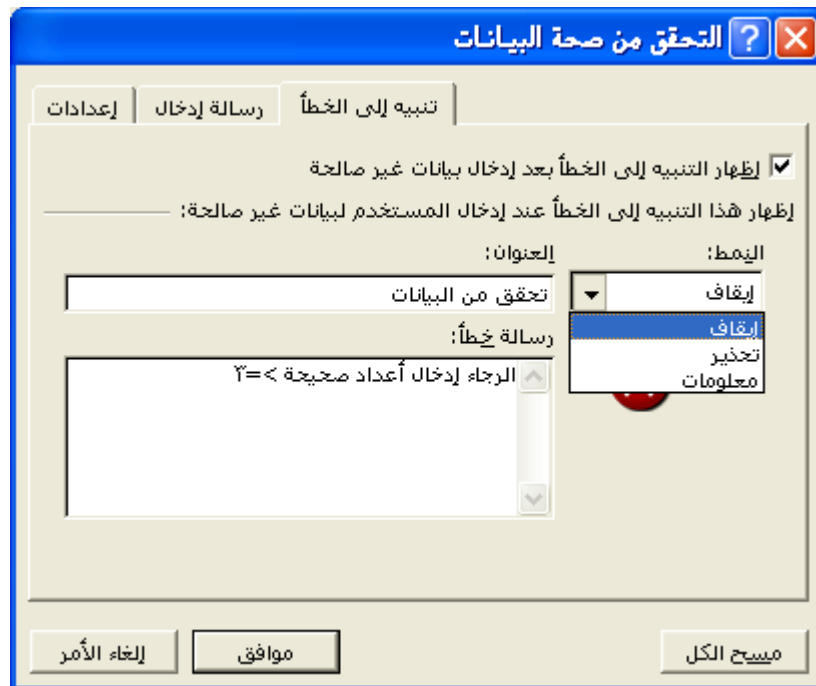 التحقق من صحة البيانات
إعدادات
رسالة إدخال
تنبيه إلى الخطأ
إظهار التنبيه إلى الخطأ بعد إدخال بيانات غير صالحة
إظهار هذا التنبيه إلى الخطأ عند إدخال المستخدم لبيانات غير صالحة:
النمط:
العنوان:
إيقاف
تحقق من البيانات
إيقاف
تحذير
معلومات
رسالة خطأ:
الرجاء إدخال أعداد صحيحة >=٣
مسح الكل
موافق
إلغاء الأمر